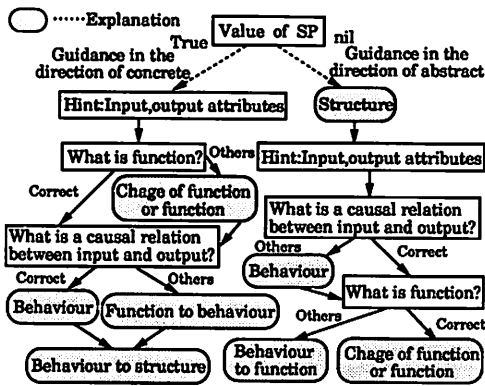 ······Explanation
Value of SP
True
nil
Guidance in the
direction of concrete
Guidance in the
direction of abstract
Hint:Input,output attributes
Structure
What is function?
Others
Hint:Input,output attributes
Correct
Chage of function
or function
What is a causal relation
between input and output?
What is a causal relation
between input and output?
Others
Correct
Correct
Others
Behaviour
What is function?
Behaviour
Function to behaviour
Others
Correct
Behaviour to structure
Behaviour
to function
Chage of function
or function